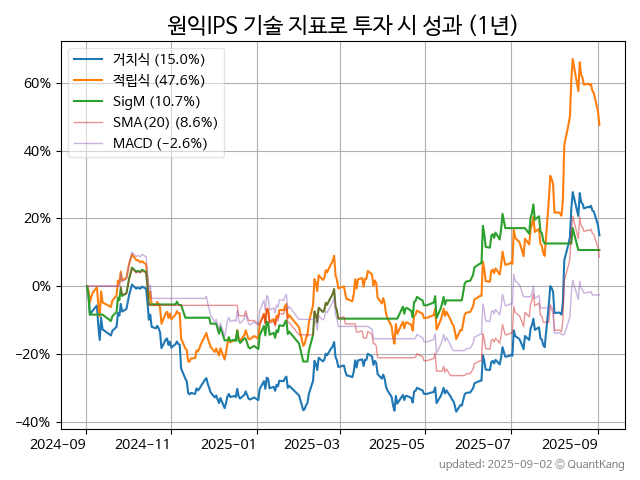 원익IPS 기술 지표로 투자 시 성과 (1년)
거치식 (15.0%)
적립식 (47.6%)
SigM (10.7%)
SMA(20) (8.6%)
MACD (−2.6%)
60%
40%
20%
0%
−20%
−40%
2024-09 2024-11 2025-01 2025-03 2025-05 2025-07 2025-09
updated: 2025-09-02 © QuantKang